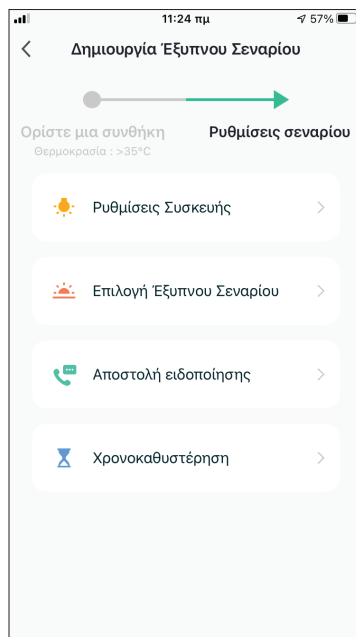 11:24 πμ 57%
Δημιουργία Έξυπνου Σεναρίου
Ορίστε μια συνθήκη Ρυθμίσεις σεναρίου
Θερμοκρασία : >35°C
Ρυθμίσεις Συσκευής
Επιλογή Έξυπνου Σεναρίου
Αποστολή ειδοποίησης
Χρονοκαθυστέρηση